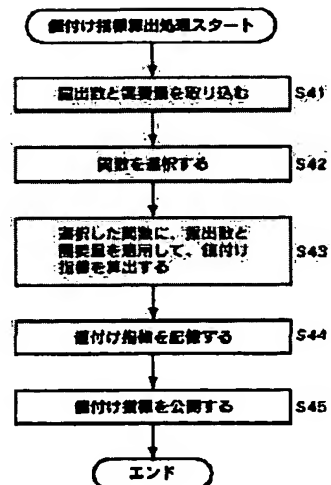 値付け指標算出処理スタート
露出数と需要量を取り込む
S41
関数を選択する
S42
選択した関数に、露出数と
需要量を適用して、値付け
指標を算出する
S43
値付け指標を記憶する
S44
値付け指標を公開する
S45
エンド